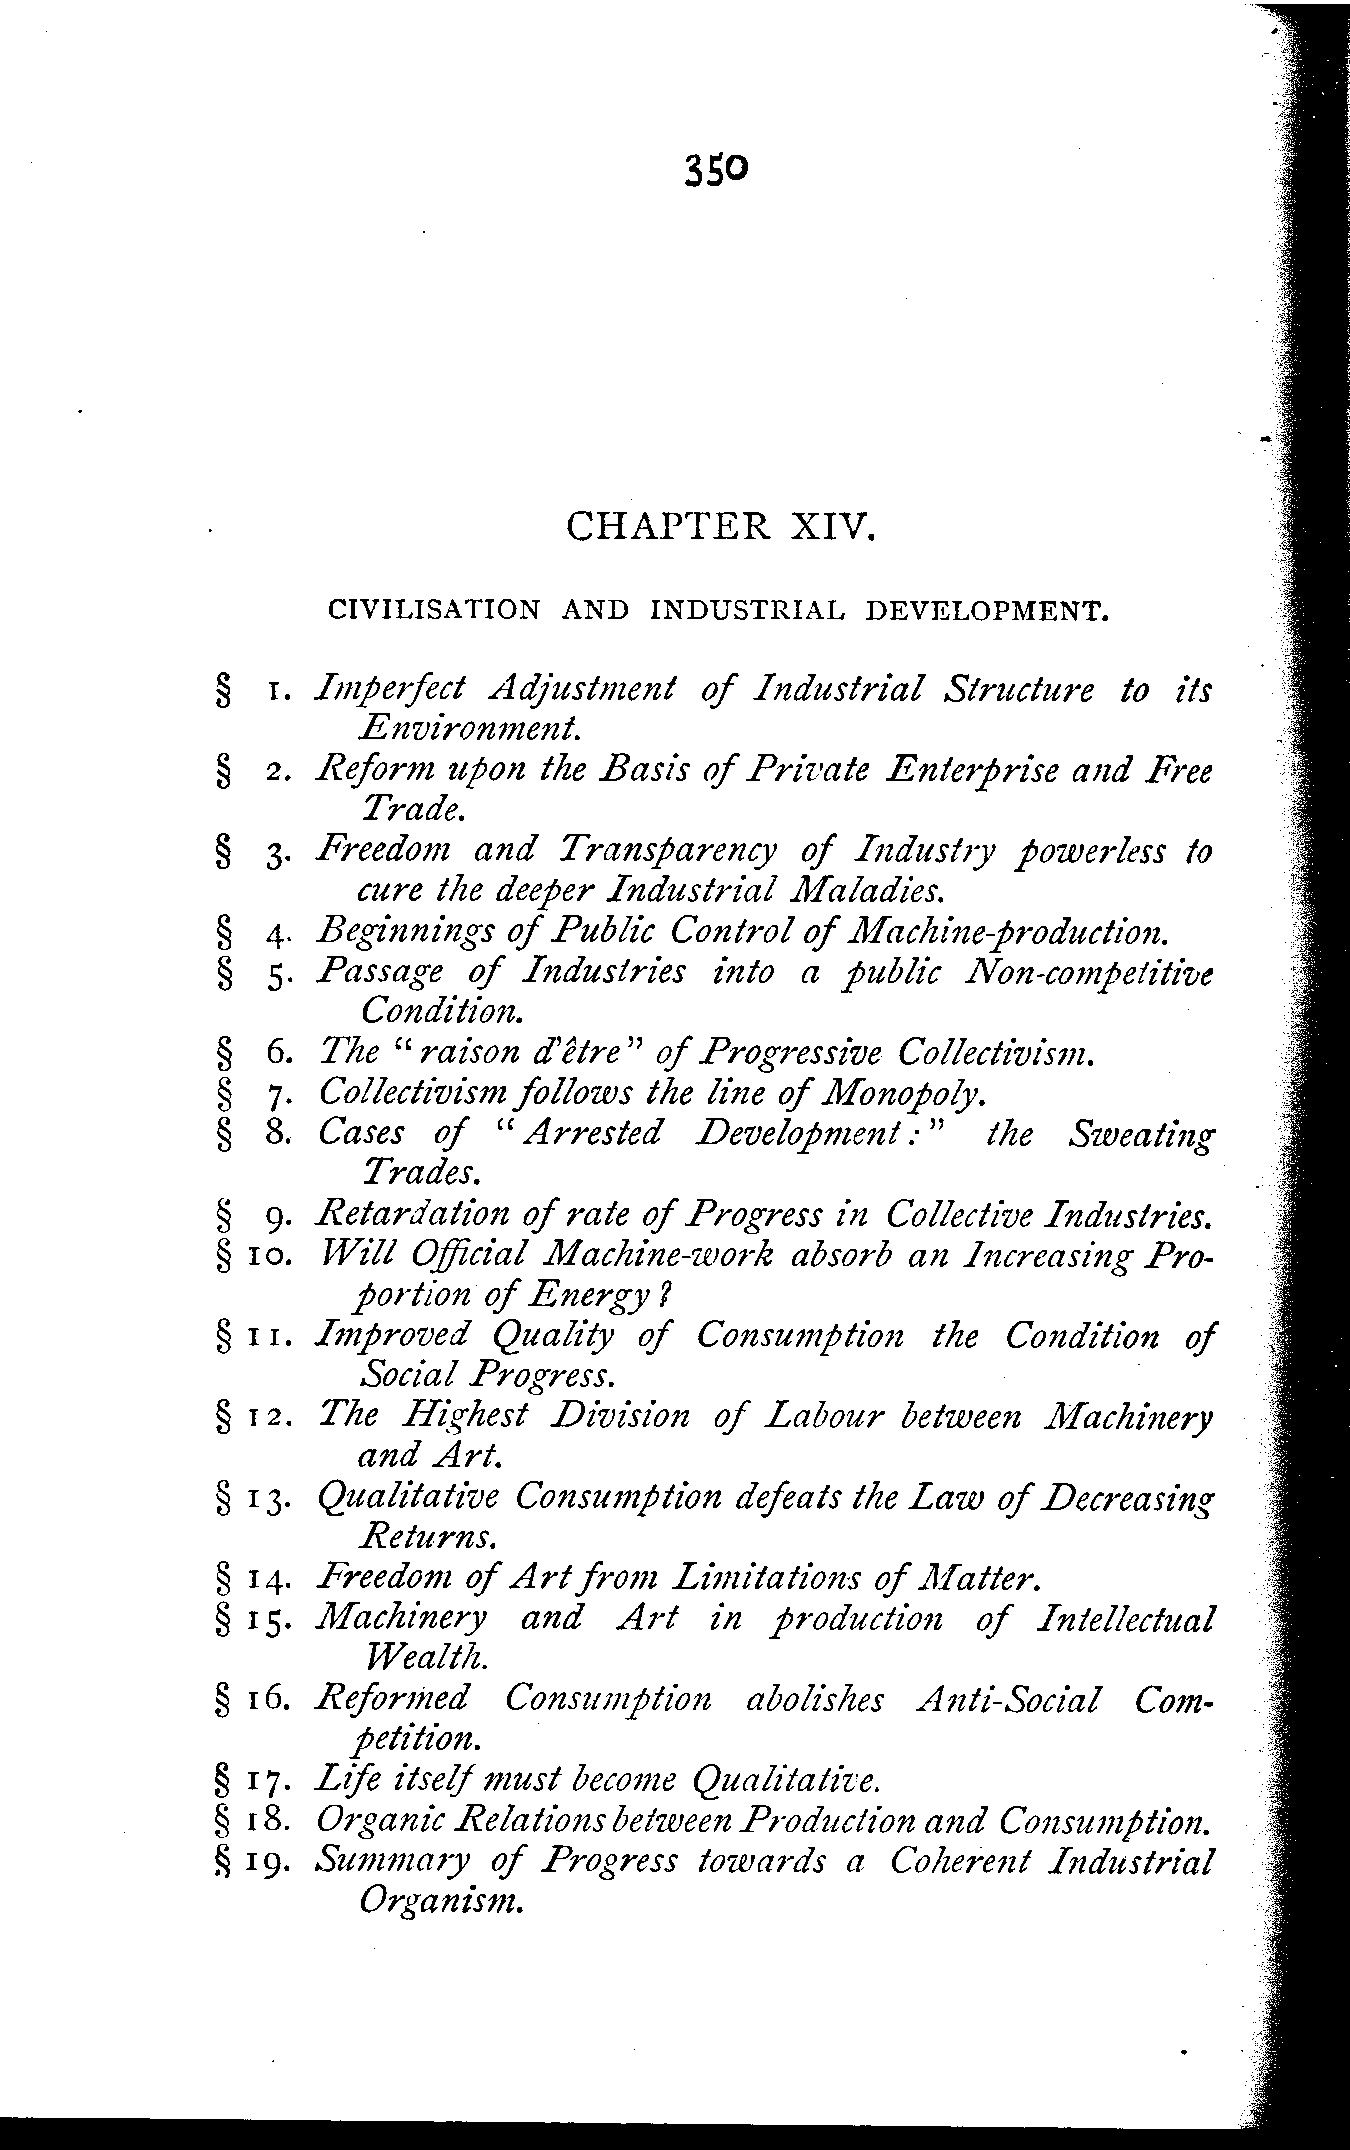 350
CHAPTER XIV.
CIVILISATION AND INDUSTRIAL DEVELOPMENT.
§ 1. Imperfect Adjustment of Industrial Structure to its
Environment.
§ 2. Reform upon the Basis of Private Enterprise and Free
Trade.
§ 3. Freedom and Transparency of Industry powerless to
cure the deeper Industrial Maladies.
§ 4. Beginnings of Public Control of Machine-production.
§ 5. Passage of Industries into a public Non-competitive
Condition.
§ 6. The “raison d'être” of Progressive Collectivism.
§ 7. Collectivism follows the line of Monopoly.
§ 8. Cases of “Arrested Development:” the Sweating
Trades.
§ 9. Retardation of rate of Progress in Collective Industries.
§ 10. Will Official Machine-work absorb an Increasing Pro-
portion of Energy?
§ 11. Improved Quality of Consumption the Condition of
Social Progress.
§ 12. The Highest Division of Labour between Machinery
and Art.
§ 13. Qualitative Consumption defeats the Law of Decreasing
Returns.
§ 14. Freedom of Art from Limitations of Matter.
§ 15. Machinery and Art in production of Intellectual
Wealth.
§ 16. Reformed Consumption abolishes Anti-Social Com-
petition.
§ 17. Life itself must become Qualitative.
§ 18. Organic Relations between Production and Consumption.
§ 19. Summary of Progress towards a Coherent Industrial
Organism.